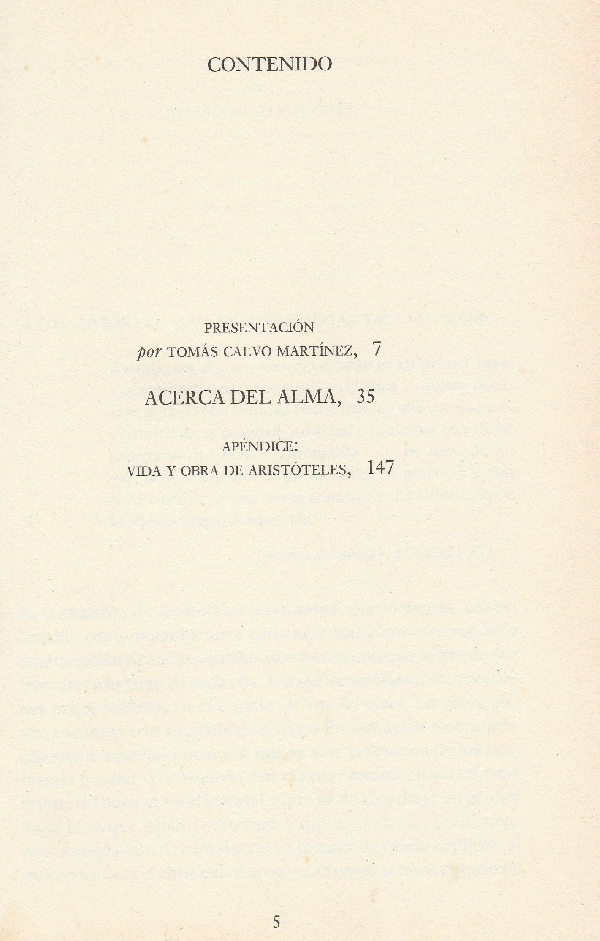 CONTENIDO
PRESENTACIÓN
por TOMÁS CALVO MARTÍNEZ, 7
ACERCA DEL ALMA, 35
APÉNDICE:
VIDA Y OBRA DE ARISTÓTELES, 147
5